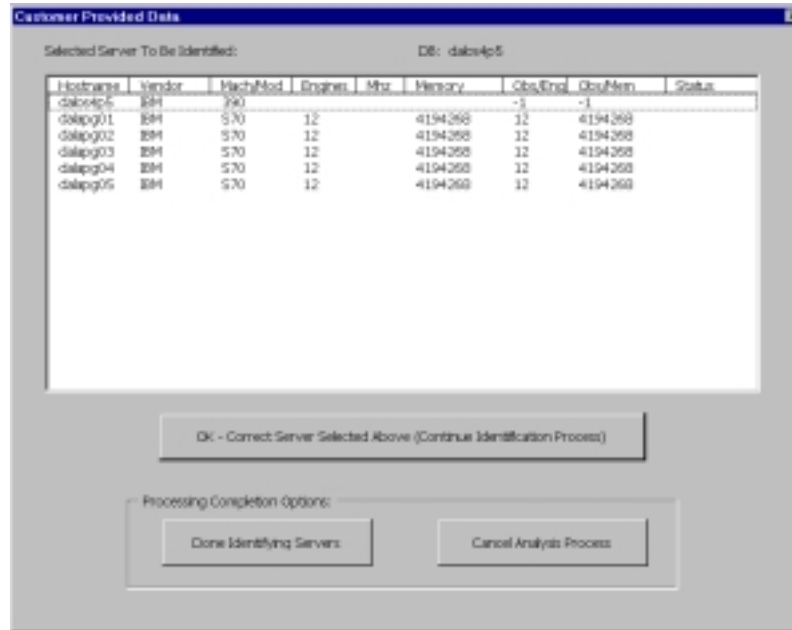 Customer Provided Data
Selected Server To Be Identified: DB: dalos4p5
Hostname Vendor Mach/Mod Engines Mhz Memory Obs/Eng Obs/Mem Status
dalos4p5 IBM 390 -1 -1
dalapg01 IBM S70 12 4194268 12 4194268
dalapg02 IBM S70 12 4194268 12 4194268
dalapg03 IBM S70 12 4194268 12 4194268
dalapg04 IBM S70 12 4194268 12 4194268
dalapg05 IBM S70 12 4194268 12 4194268
OK - Correct Server Selected Above (Continue Identification Process)
Processing Completion Options:
Done Identifying Servers Cancel Analysis Process